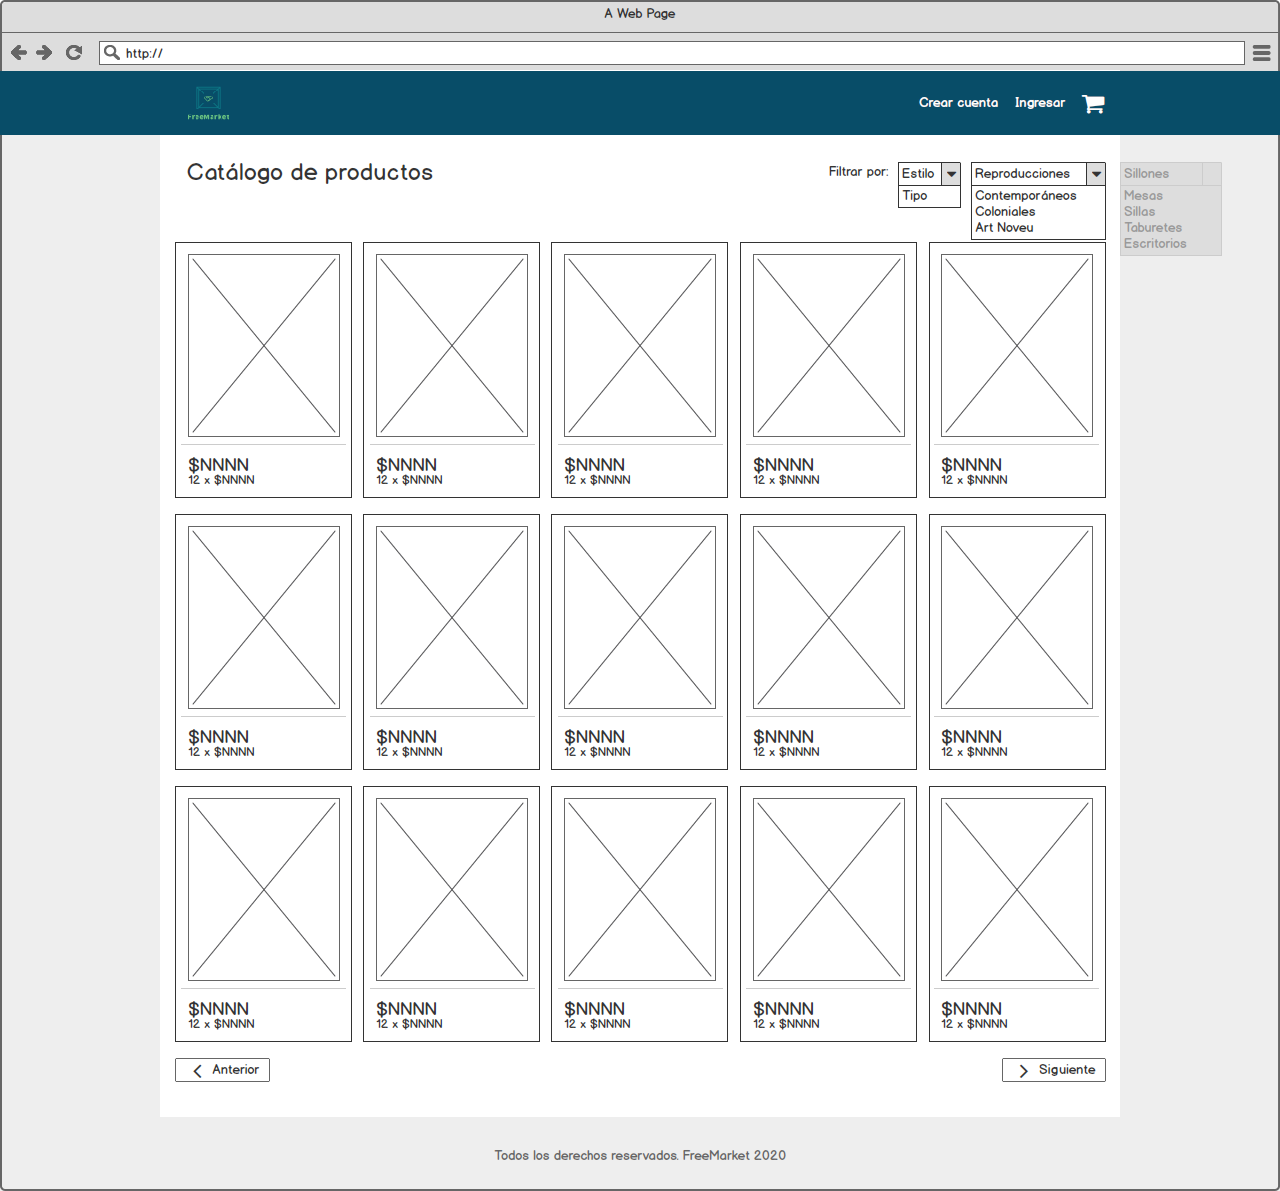 A Web Page
http://
FreeMarket
Crear cuenta Ingresar
Catálogo de productos
Filtrar por:
Estilo
Tipo
Reproducciones
Contemporáneos
Coloniales
Art Noveu
Sillones
Mesas
Sillas
Taburetes
Escritorios
$NNNN $NNNN $NNNN $NNNN $NNNN
12 x $NNNN 12 x $NNNN 12 x $NNNN 12 x $NNNN 12 x $NNNN
$NNNN $NNNN $NNNN $NNNN $NNNN
12 x $NNNN 12 x $NNNN 12 x $NNNN 12 x $NNNN 12 x $NNNN
$NNNN $NNNN $NNNN $NNNN $NNNN
12 x $NNNN 12 x $NNNN 12 x $NNNN 12 x $NNNN 12 x $NNNN
Anterior Siguiente
Todos los derechos reservados. FreeMarket 2020